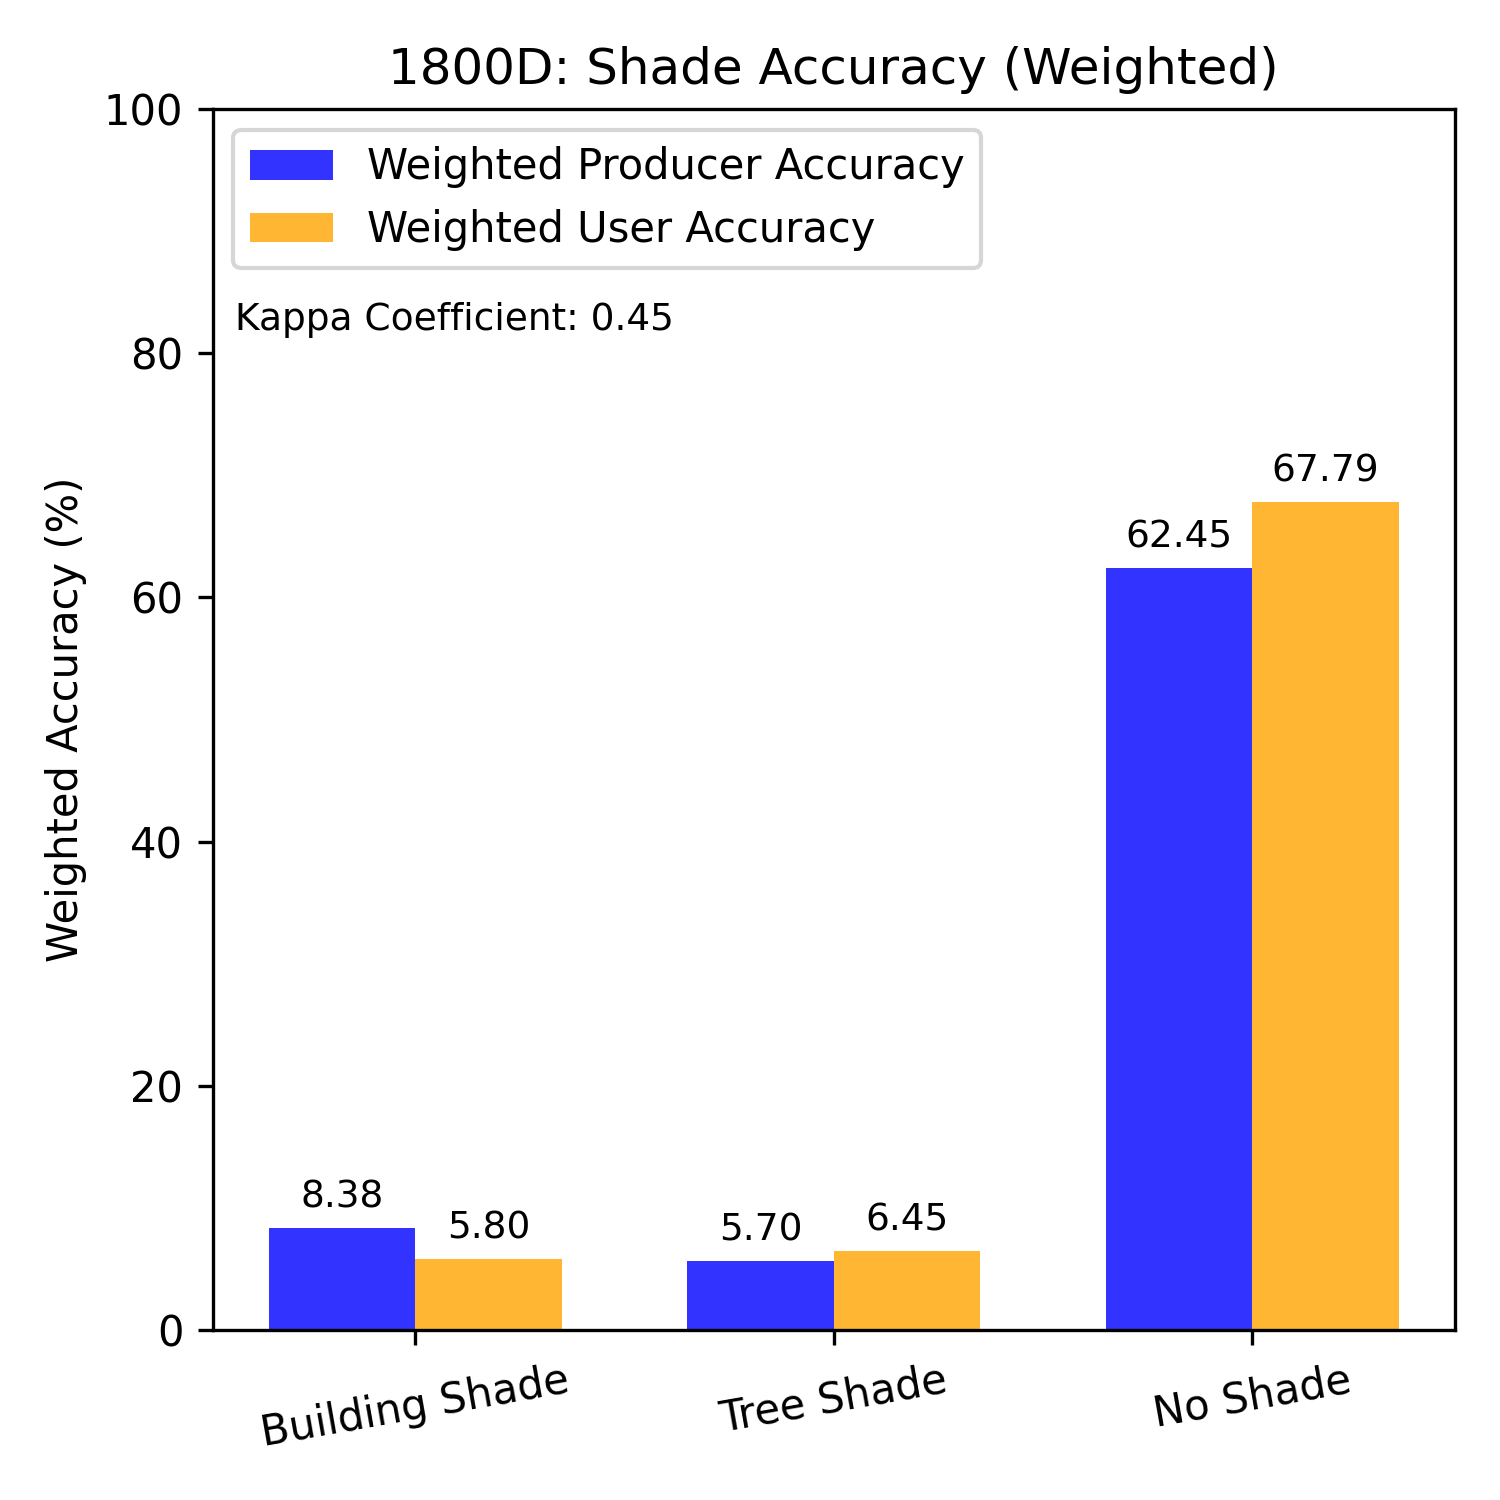 1800D: Shade Accuracy (Weighted)
100
80
60
40
20
0
Weighted Accuracy (%)
Weighted Producer Accuracy
Weighted User Accuracy
Kappa Coefficient: 0.45
8.38
5.80
5.70
6.45
62.45
67.79
Building Shade
Tree Shade
No Shade